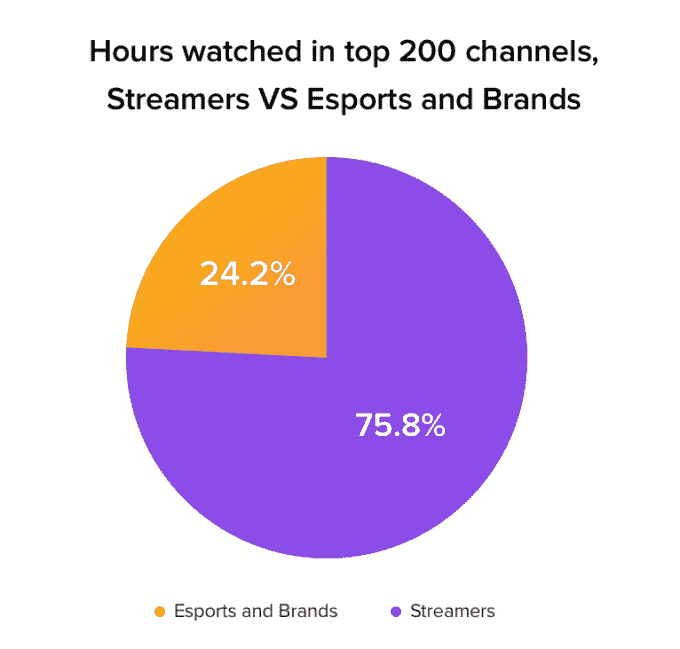 Hours watched in top 200 channels,
Streamers VS Esports and Brands
24.2%
75.8%
Esports and Brands
Streamers